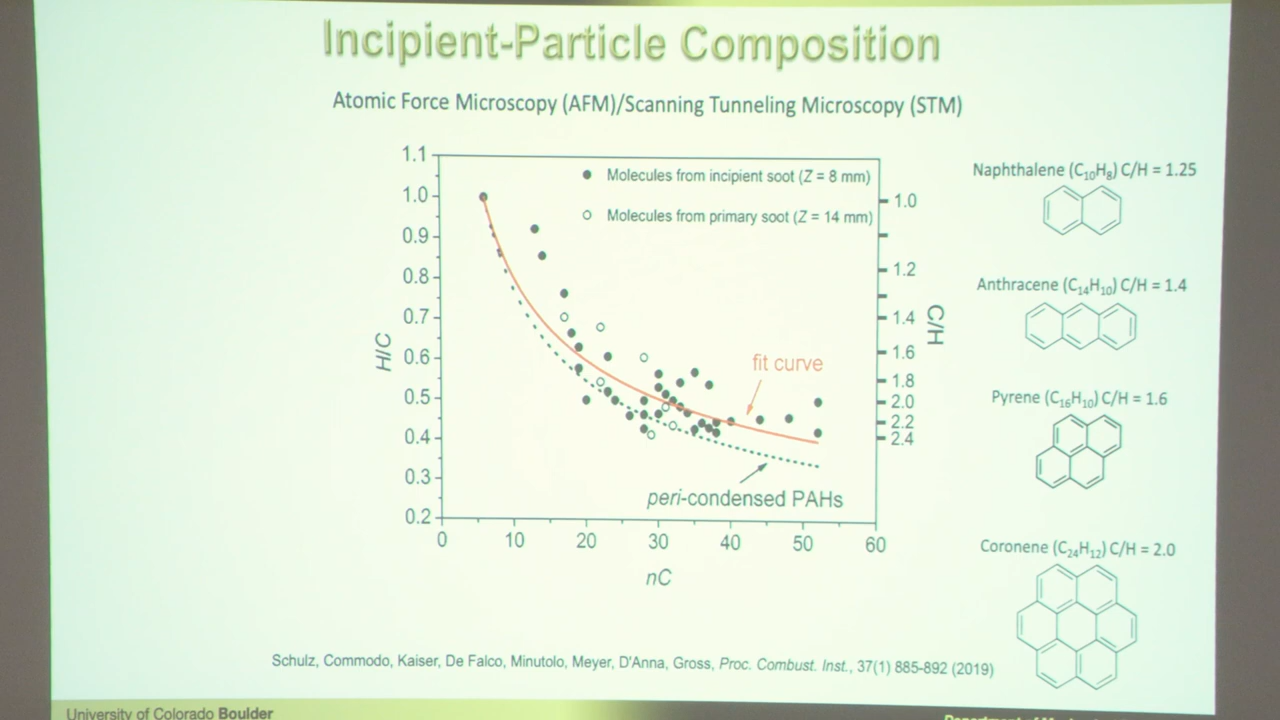 Incipient-Particle Composition
Atomic Force Microscopy (AFM)/Scanning Tunneling Microscopy (STM)
1.1
1.0
0.9
0.8
0.7
0.6
0.5
0.4
0.3
0.2
H/C
Molecules from incipient soot (Z = 8 mm)
Molecules from primary soot (Z = 14 mm)
fit curve
peri-condensed PAHs
1.0
1.2
1.4
1.6
1.8
2.0
2.2
2.4
C/H
0 10 20 30 40 50 60
nC
Naphthalene (C10H8) C/H = 1.25
Anthracene (C14H10) C/H = 1.4
Pyrene (C16H10) C/H = 1.6
Coronene (C24H12) C/H = 2.0
Schulz, Commodo, Kaiser, De Falco, Minutolo, Meyer, D'Anna, Gross, Proc. Combust. Inst., 37(1) 885-892 (2019)
University of Colorado Boulder